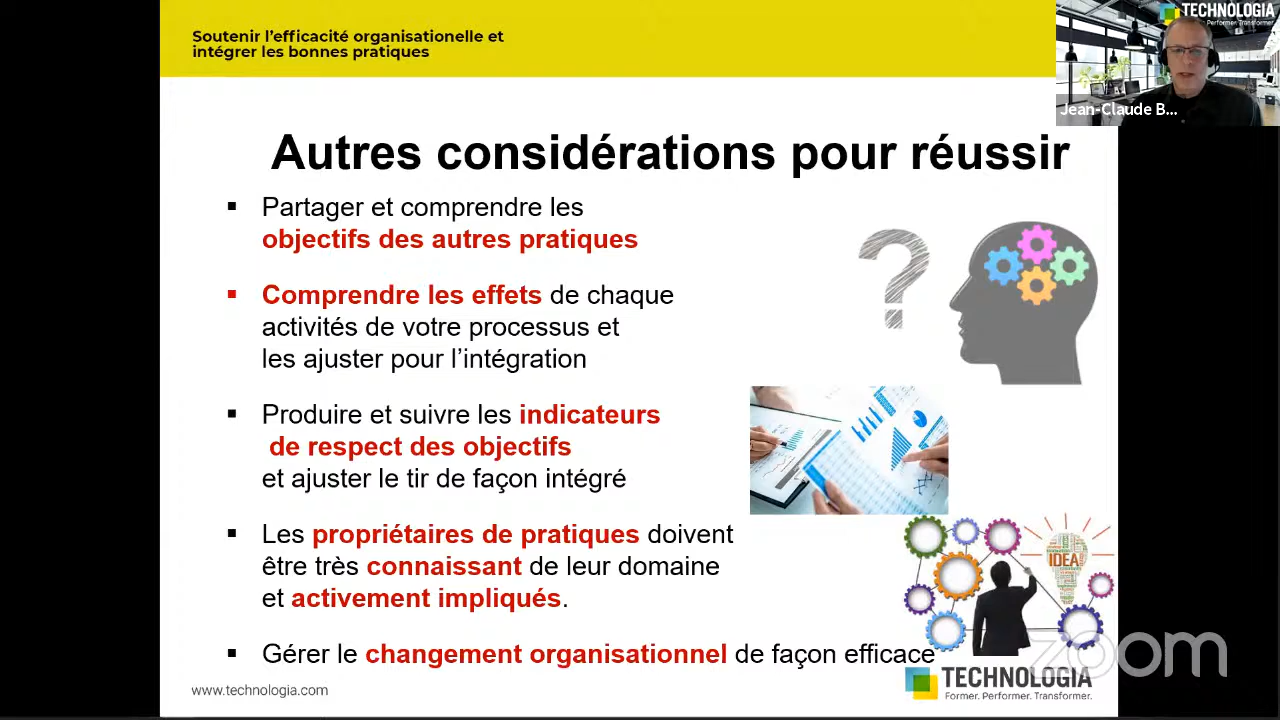 Soutenir l’efficacité organisationelle et
intégrer les bonnes pratiques
TECHNOLOGIA
Performer. Transformer.
Jean-Claude B...
Autres considérations pour réussir
▪ Partager et comprendre les
objectifs des autres pratiques
▪ Comprendre les effets de chaque
activités de votre processus et
les ajuster pour l’intégration
▪ Produire et suivre les indicateurs
de respect des objectifs
et ajuster le tir de façon intégré
▪ Les propriétaires de pratiques doivent
être très connaissant de leur domaine
et activement impliqués.
IDEA
▪ Gérer le changement organisationnel de façon efficace
zoom
www.technologia.com
TECHNOLOGIA
Former. Performer. Transformer.